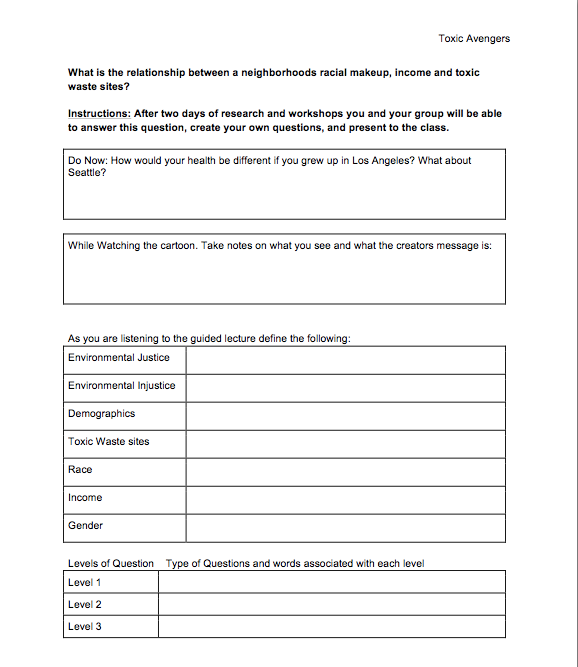 Toxic Avengers
What is the relationship between a neighborhoods racial makeup, income and toxic
waste sites?
Instructions: After two days of research and workshops you and your group will be able
to answer this question, create your own questions, and present to the class.
Do Now: How would your health be different if you grew up in Los Angeles? What about
Seattle?
While Watching the cartoon. Take notes on what you see and what the creators message is:
As you are listening to the guided lecture define the following:
Environmental Justice
Environmental Injustice
Demographics
Toxic Waste sites
Race
Income
Gender
Levels of Question Type of Questions and words associated with each level
Level 1
Level 2
Level 3